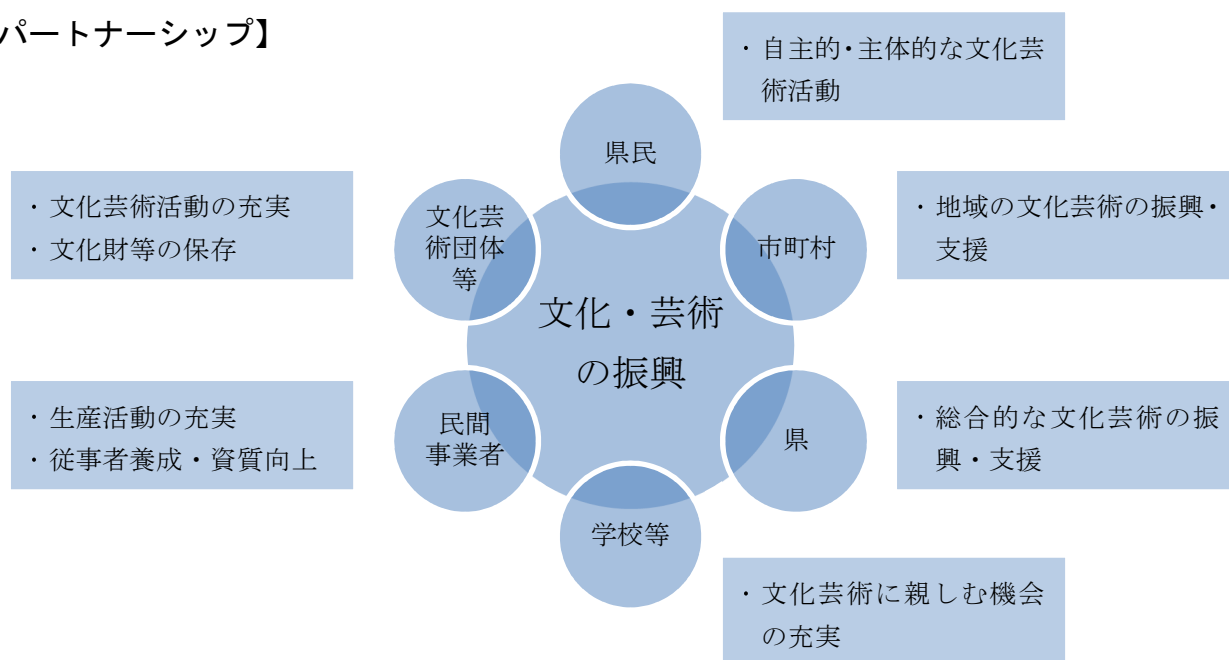 パートナーシップ】
・自主的・主体的な文化芸
術活動
県民
・文化芸術活動の充実
・文化財等の保存
文化芸
術団体
等
市町村
・地域の文化芸術の振興・
支援
文化・芸術
の振興
・生産活動の充実
・従事者養成・資質向上
民間
事業者
県
・総合的な文化芸術の振
興・支援
学校等
・文化芸術に親しむ機会
の充実